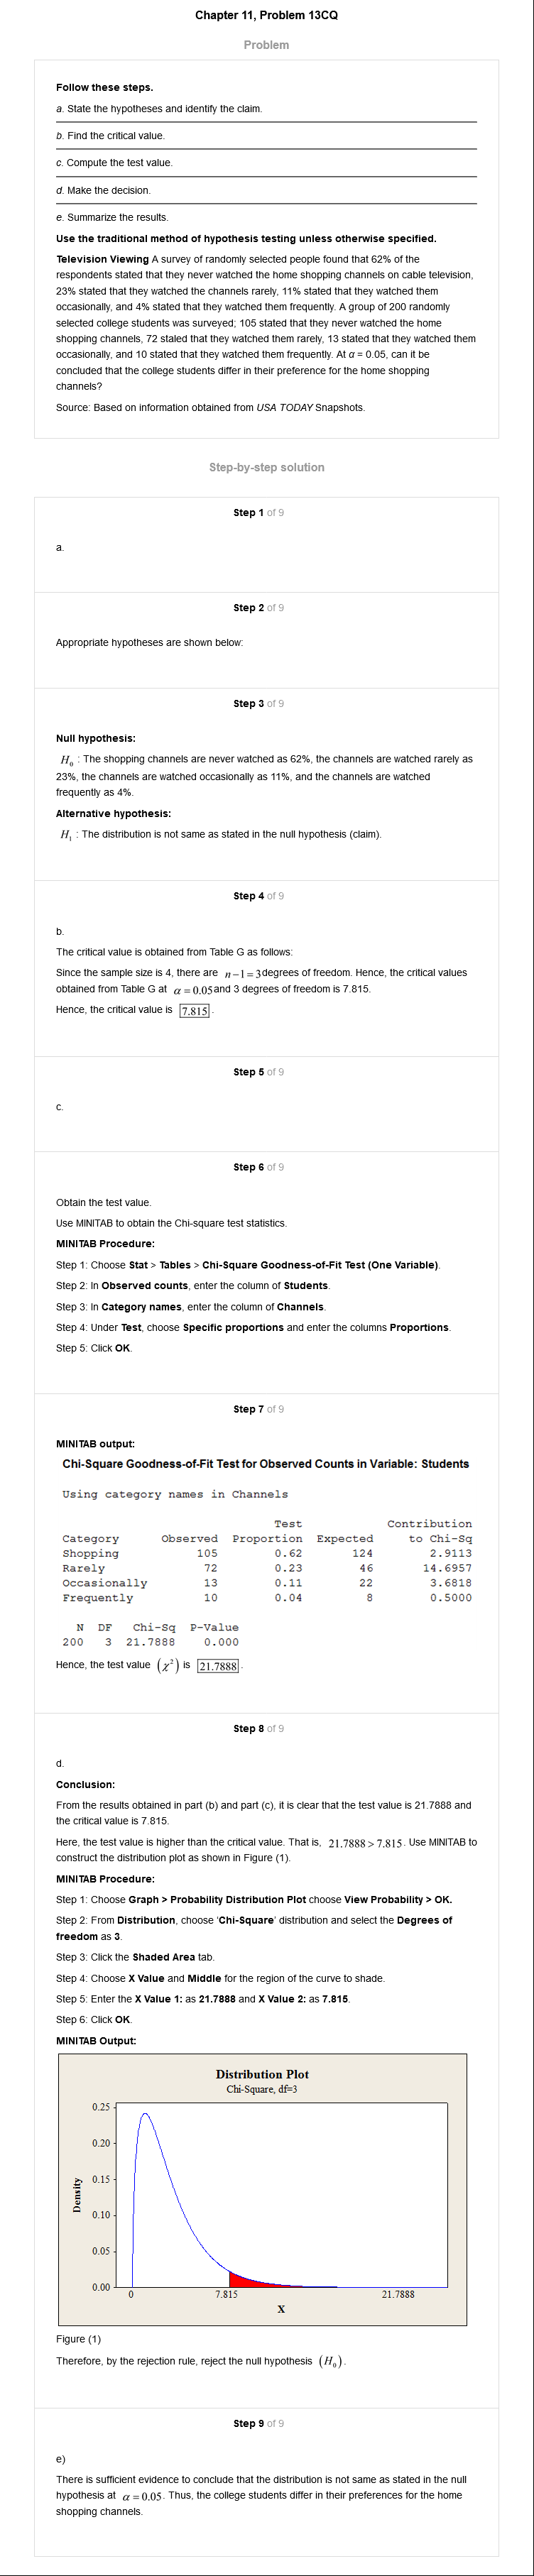 Chapter 11, Problem 13CQ
Problem
Follow these steps.
a. State the hypotheses and identify the claim.
b. Find the critical value.
c. Compute the test value.
d. Make the decision.
e. Summarize the results.
Use the traditional method of hypothesis testing unless otherwise specified.
Television Viewing A survey of randomly selected people found that 62% of the
respondents stated that they never watched the home shopping channels on cable television,
23% stated that they watched the channels rarely, 11% stated that they watched them
occasionally, and 4% stated that they watched them frequently. A group of 200 randomly
selected college students was surveyed; 105 stated that they never watched the home
shopping channels, 72 staled that they watched them rarely, 13 stated that they watched them
occasionally, and 10 stated that they watched them frequently. At α = 0.05, can it be
concluded that the college students differ in their preference for the home shopping
channels?
Source: Based on information obtained from USA TODAY Snapshots.
Step-by-step solution
Step 1 of 9
a.
Step 2 of 9
Appropriate hypotheses are shown below:
Step 3 of 9
Null hypothesis:
H₀ : The shopping channels are never watched as 62%, the channels are watched rarely as
23%, the channels are watched occasionally as 11%, and the channels are watched
frequently as 4%.
Alternative hypothesis:
H₁ : The distribution is not same as stated in the null hypothesis (claim).
Step 4 of 9
b.
The critical value is obtained from Table G as follows:
Since the sample size is 4, there are n−1=3 degrees of freedom. Hence, the critical values
obtained from Table G at α = 0.05 and 3 degrees of freedom is 7.815.
Hence, the critical value is 7.815.
Step 5 of 9
c.
Step 6 of 9
Obtain the test value.
Use MINITAB to obtain the Chi-square test statistics.
MINITAB Procedure:
Step 1: Choose Stat > Tables > Chi-Square Goodness-of-Fit Test (One Variable).
Step 2: In Observed counts, enter the column of Students.
Step 3: In Category names, enter the column of Channels.
Step 4: Under Test, choose Specific proportions and enter the columns Proportions.
Step 5: Click OK.
Step 7 of 9
MINITAB output:
Chi-Square Goodness-of-Fit Test for Observed Counts in Variable: Students
Using category names in Channels
Test Contribution
Category Observed Proportion Expected to Chi-Sq
Shopping 105 0.62 124 2.9113
Rarely 72 0.23 46 14.6957
Occasionally 13 0.11 22 3.6818
Frequently 10 0.04 8 0.5000
N DF Chi-Sq P-Value
200 3 21.7888 0.000
Hence, the test value (χ²) is 21.7888.
Step 8 of 9
d.
Conclusion:
From the results obtained in part (b) and part (c), it is clear that the test value is 21.7888 and
the critical value is 7.815.
Here, the test value is higher than the critical value. That is, 21.7888 > 7.815. Use MINITAB to
construct the distribution plot as shown in Figure (1).
MINITAB Procedure:
Step 1: Choose Graph > Probability Distribution Plot choose View Probability > OK.
Step 2: From Distribution, choose 'Chi-Square' distribution and select the Degrees of
freedom as 3.
Step 3: Click the Shaded Area tab.
Step 4: Choose X Value and Middle for the region of the curve to shade.
Step 5: Enter the X Value 1: as 21.7888 and X Value 2: as 7.815.
Step 6: Click OK.
MINITAB Output:
Distribution Plot
Chi-Square, df=3
0.25
0.20
0.15
0.10
0.05
0.00
Density
0 7.815 21.7888
X
Figure (1)
Therefore, by the rejection rule, reject the null hypothesis (H₀).
Step 9 of 9
e)
There is sufficient evidence to conclude that the distribution is not same as stated in the null
hypothesis at α = 0.05. Thus, the college students differ in their preferences for the home
shopping channels.